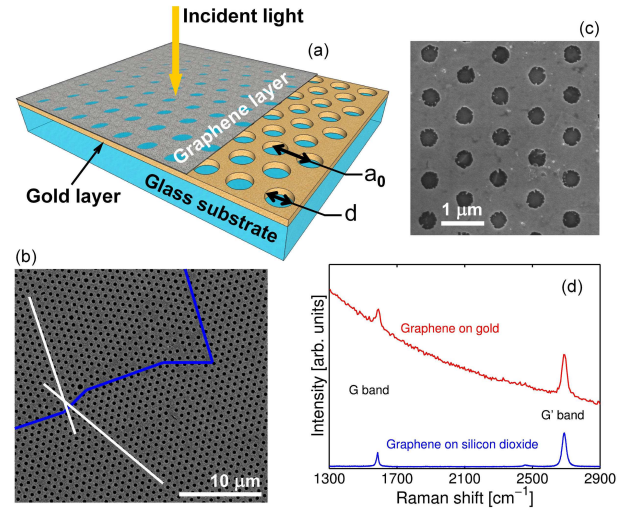 Incident light
(a)
Graphene layer
Gold layer
Glass substrate
a0
d
(c)
1 μm
(b)
10 μm
(d)
Intensity [arb. units]
Graphene on gold
G band
G' band
Graphene on silicon dioxide
1300 1700 2100 2500 2900
Raman shift [cm⁻¹]